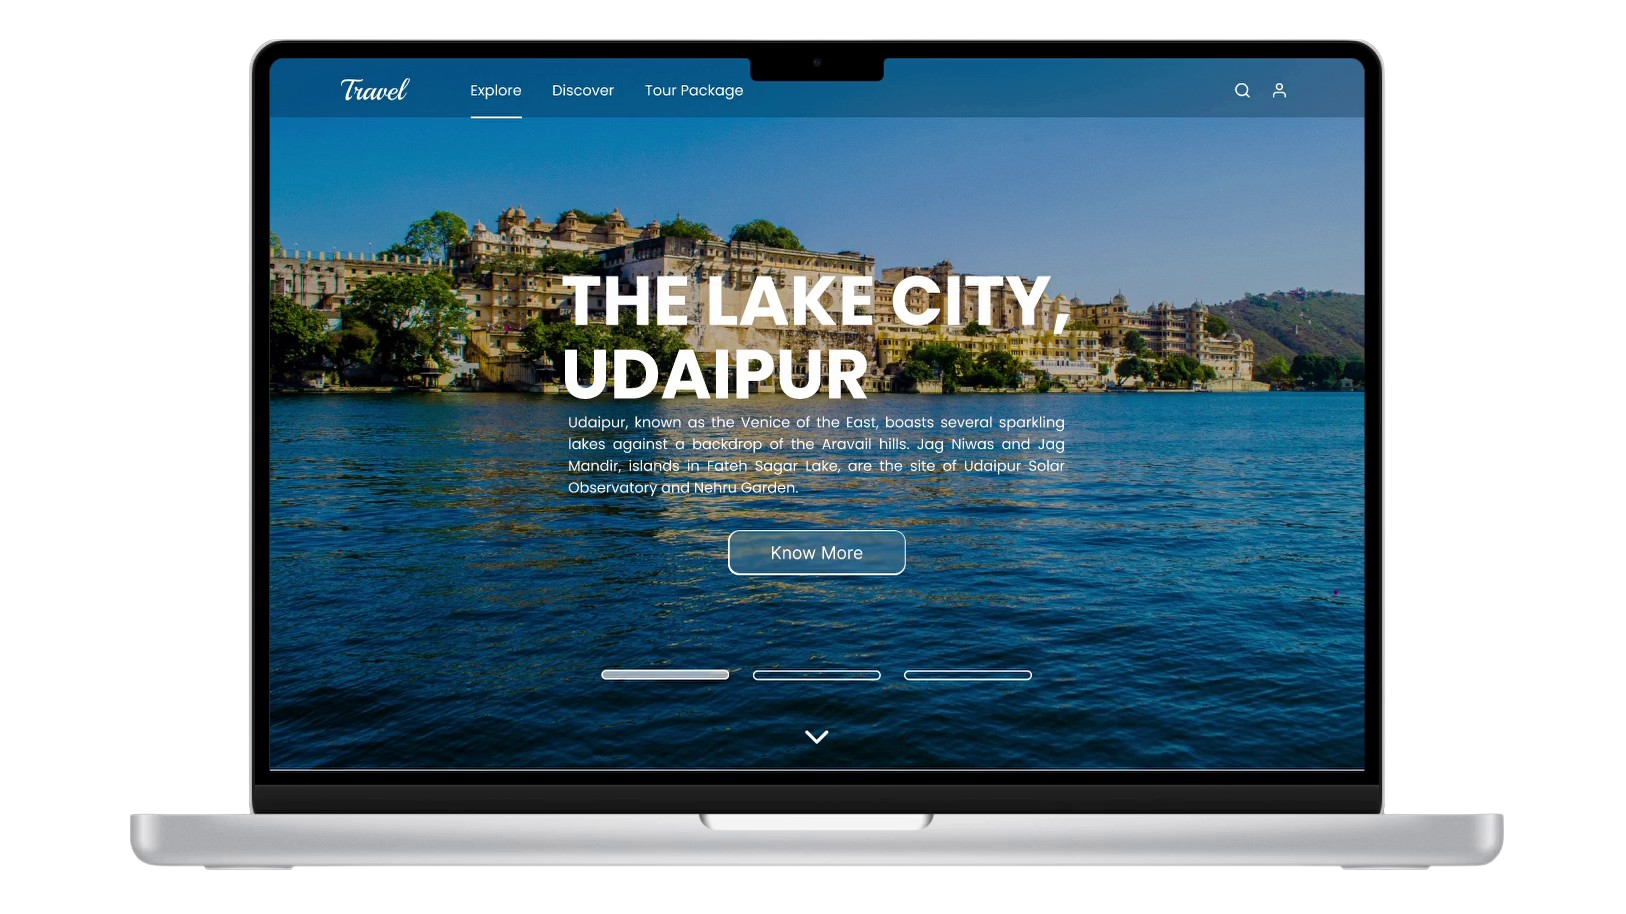 Travel
Explore Discover Tour Package
THE LAKE CITY,
UDAIPUR
Udaipur, known as the Venice of the East, boasts several sparkling
lakes against a backdrop of the Aravail hills. Jag Niwas and Jag
Mandir, islands in Fateh Sagar Lake, are the site of Udaipur Solar
Observatory and Nehru Garden.
Know More